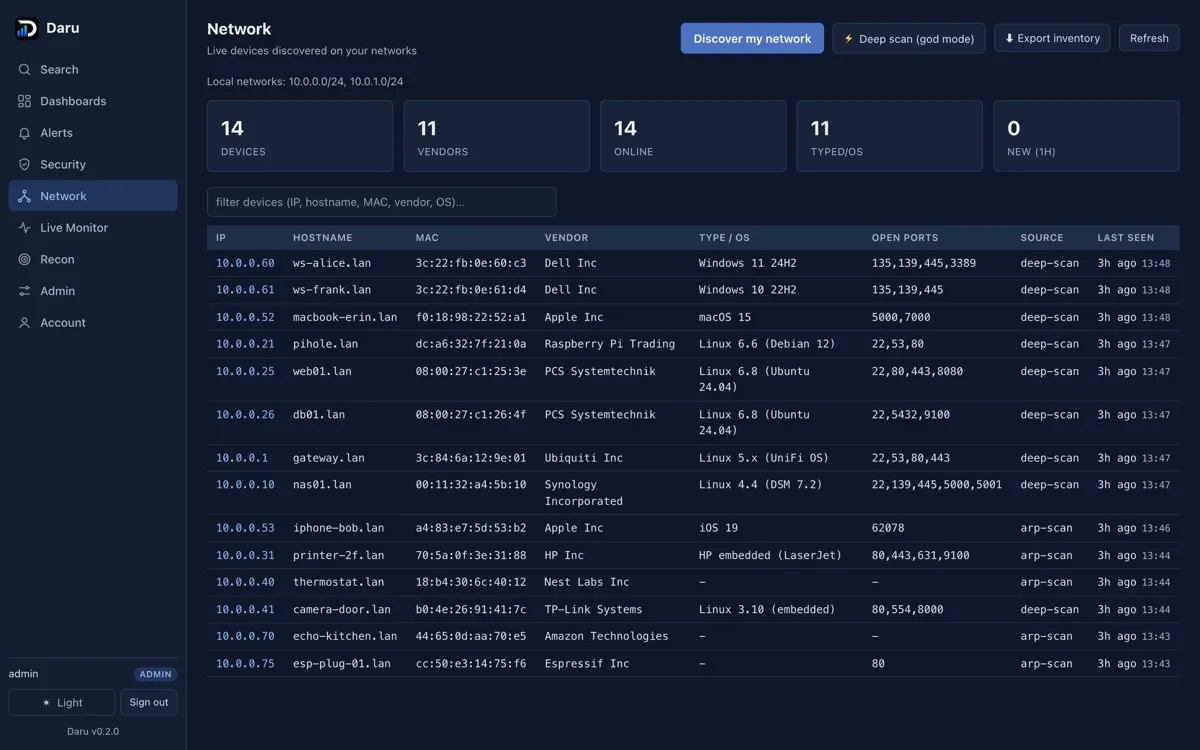 Daru
Search
Dashboards
Alerts
Security
Network
Live Monitor
Recon
Admin
Account
admin ADMIN
☀ Light Sign out
Daru v0.2.0
Network
Live devices discovered on your networks
Discover my network
⚡ Deep scan (god mode)
⬇ Export inventory
Refresh
Local networks: 10.0.0.0/24, 10.0.1.0/24
14
DEVICES
11
VENDORS
14
ONLINE
11
TYPED/OS
0
NEW (1H)
filter devices (IP, hostname, MAC, vendor, OS)...
IP HOSTNAME MAC VENDOR TYPE / OS OPEN PORTS SOURCE LAST SEEN
10.0.0.60 ws-alice.lan 3c:22:fb:0e:60:c3 Dell Inc Windows 11 24H2 135,139,445,3389 deep-scan 3h ago 13:48
10.0.0.61 ws-frank.lan 3c:22:fb:0e:61:d4 Dell Inc Windows 10 22H2 135,139,445 deep-scan 3h ago 13:48
10.0.0.52 macbook-erin.lan f0:18:98:22:52:a1 Apple Inc macOS 15 5000,7000 deep-scan 3h ago 13:48
10.0.0.21 pihole.lan dc:a6:32:7f:21:0a Raspberry Pi Trading Linux 6.6 (Debian 12) 22,53,80 deep-scan 3h ago 13:47
10.0.0.25 web01.lan 08:00:27:c1:25:3e PCS Systemtechnik Linux 6.8 (Ubuntu 22,80,443,8080 deep-scan 3h ago 13:47
24.04)
10.0.0.26 db01.lan 08:00:27:c1:26:4f PCS Systemtechnik Linux 6.8 (Ubuntu 22,5432,9100 deep-scan 3h ago 13:47
24.04)
10.0.0.1 gateway.lan 3c:84:6a:12:9e:01 Ubiquiti Inc Linux 5.x (UniFi OS) 22,53,80,443 deep-scan 3h ago 13:47
10.0.0.10 nas01.lan 00:11:32:a4:5b:10 Synology Linux 4.4 (DSM 7.2) 22,139,445,5000,5001 deep-scan 3h ago 13:47
Incorporated
10.0.0.53 iphone-bob.lan a4:83:e7:5d:53:b2 Apple Inc iOS 19 62078 arp-scan 3h ago 13:46
10.0.0.31 printer-2f.lan 70:5a:0f:3e:31:88 HP Inc HP embedded (LaserJet) 80,443,631,9100 arp-scan 3h ago 13:44
10.0.0.40 thermostat.lan 18:b4:30:6c:40:12 Nest Labs Inc – – arp-scan 3h ago 13:44
10.0.0.41 camera-door.lan b0:4e:26:91:41:7c TP-Link Systems Linux 3.10 (embedded) 80,554,8000 deep-scan 3h ago 13:44
10.0.0.70 echo-kitchen.lan 44:65:0d:aa:70:e5 Amazon Technologies – – arp-scan 3h ago 13:43
10.0.0.75 esp-plug-01.lan cc:50:e3:14:75:f6 Espressif Inc – 80 arp-scan 3h ago 13:43